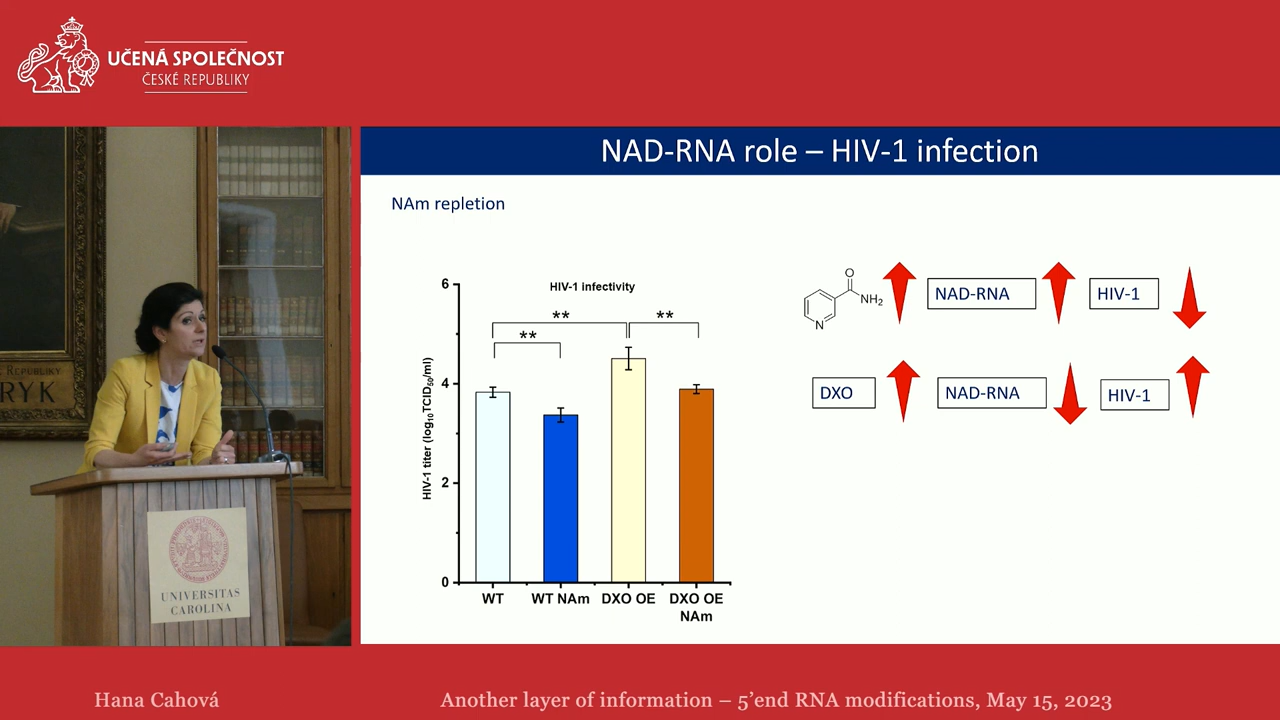 UČENÁ SPOLEČNOST
ČESKÉ REPUBLIKY
NAD-RNA role – HIV-1 infection
NAm repletion
HIV-1 infectivity
**
**
**
HIV-1 titer (log10TCID50/ml)
6
4
2
0
WT
WT NAm
DXO OE
DXO OE
NAm
O
NH2
N
NAD-RNA
HIV-1
DXO
NAD-RNA
HIV-1
REPUBLIKY
RYK
UNIVERSITAS
CAROLINA
Hana Cahová
Another layer of information – 5’end RNA modifications, May 15, 2023